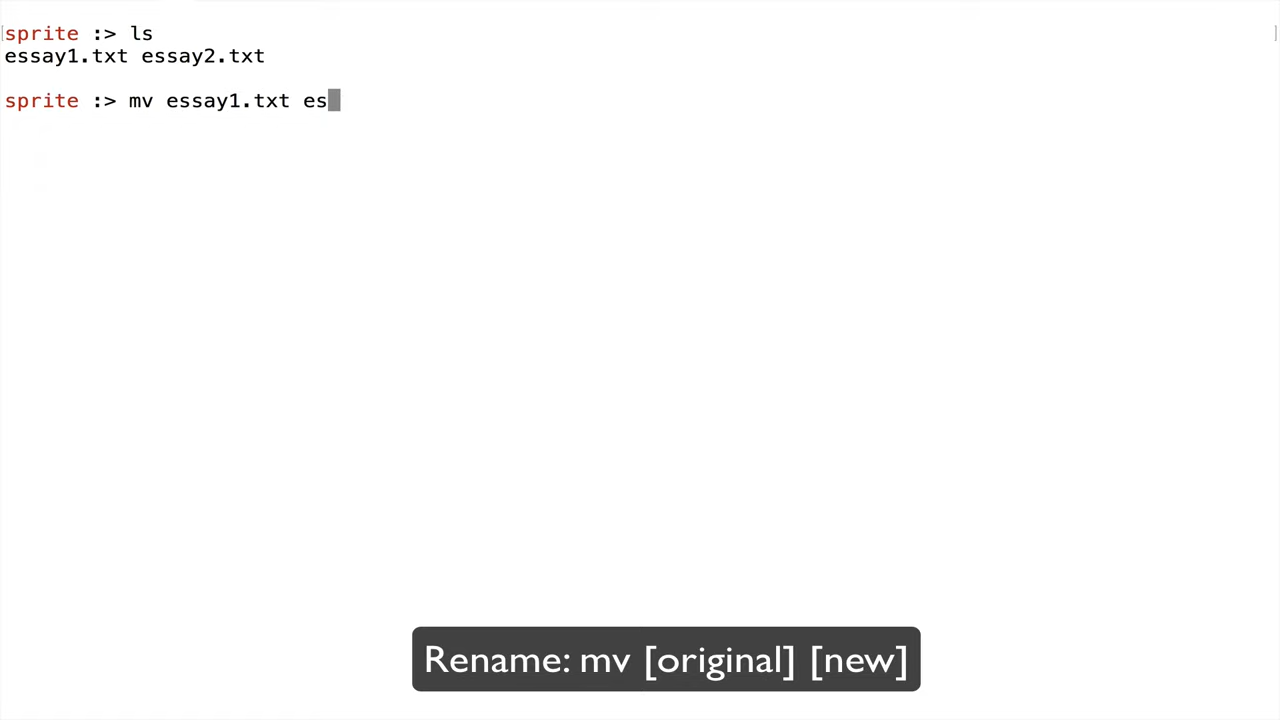 sprite :> ls
essay1.txt essay2.txt
sprite :> mv essay1.txt es
Rename: mv [original] [new]